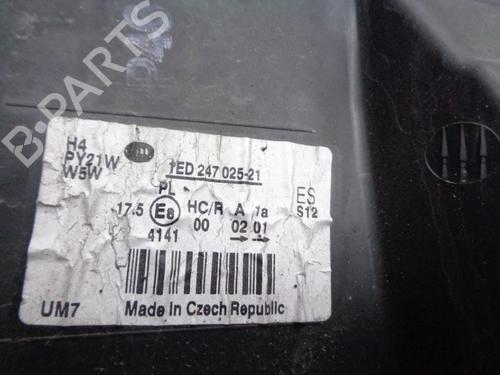 H4
PY21W
W5W
1ED 247 025-21
PL
17.5 E8 HC/R A 1a
4141 00 02 01
ES
S12
UM7 Made in Czech Republic
B-PARTS